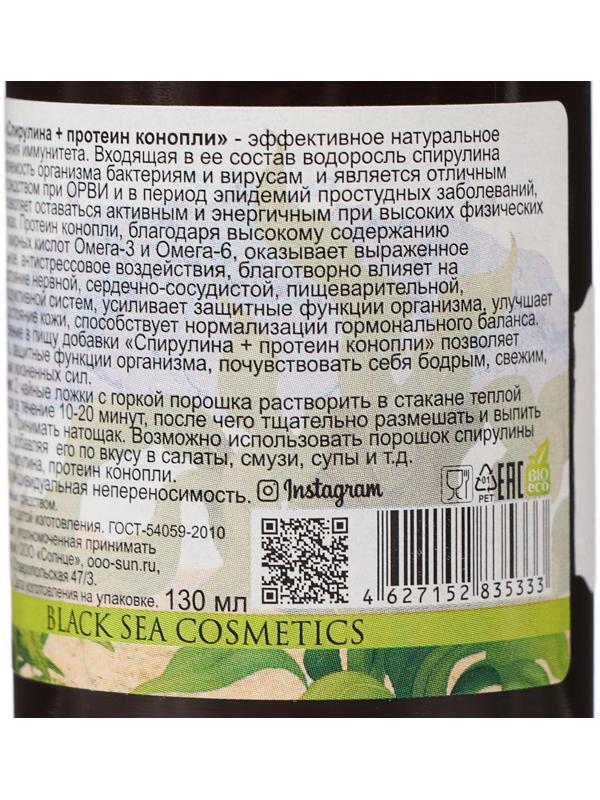 «Спирулина + протеин конопли» - эффективное натуральное
иммунитета. Входящая в ее состав водоросль спирулина
организма бактериям и вирусам и является отличным
при ОРВИ и в период эпидемий простудных заболеваний,
оставаться активным и энергичным при высоких физических
Протеин конопли, благодаря высокому содержанию
кислот Омега-3 и Омега-6, оказывает выраженное
антистрессовое воздействия, благотворно влияет на
нервной, сердечно-сосудистой, пищеварительной,
систем, усиливает защитные функции организма, улучшает
кожи, способствует нормализации гормонального баланса.
в пищу добавки «Спирулина + протеин конопли» позволяет
функции организма, почувствовать себя бодрым, свежим,
сил.
2 чайные ложки с горкой порошка растворить в стакане теплой
в течение 10-20 минут, после чего тщательно размешать и выпить
Принимать натощак. Возможно использовать порошок спирулины
его по вкусу в салаты, смузи, супы и т.д.
протеин конопли.
непереносимость. Instagram
изготовления. ГОСТ-54059-2010
принимать
ООО «Солнце», ooo-sun.ru,
47/3.
изготовления на упаковке. 130 мл
01
PET
EAC
BIO
eco
4 627152 835333
BLACK SEA COSMETICS